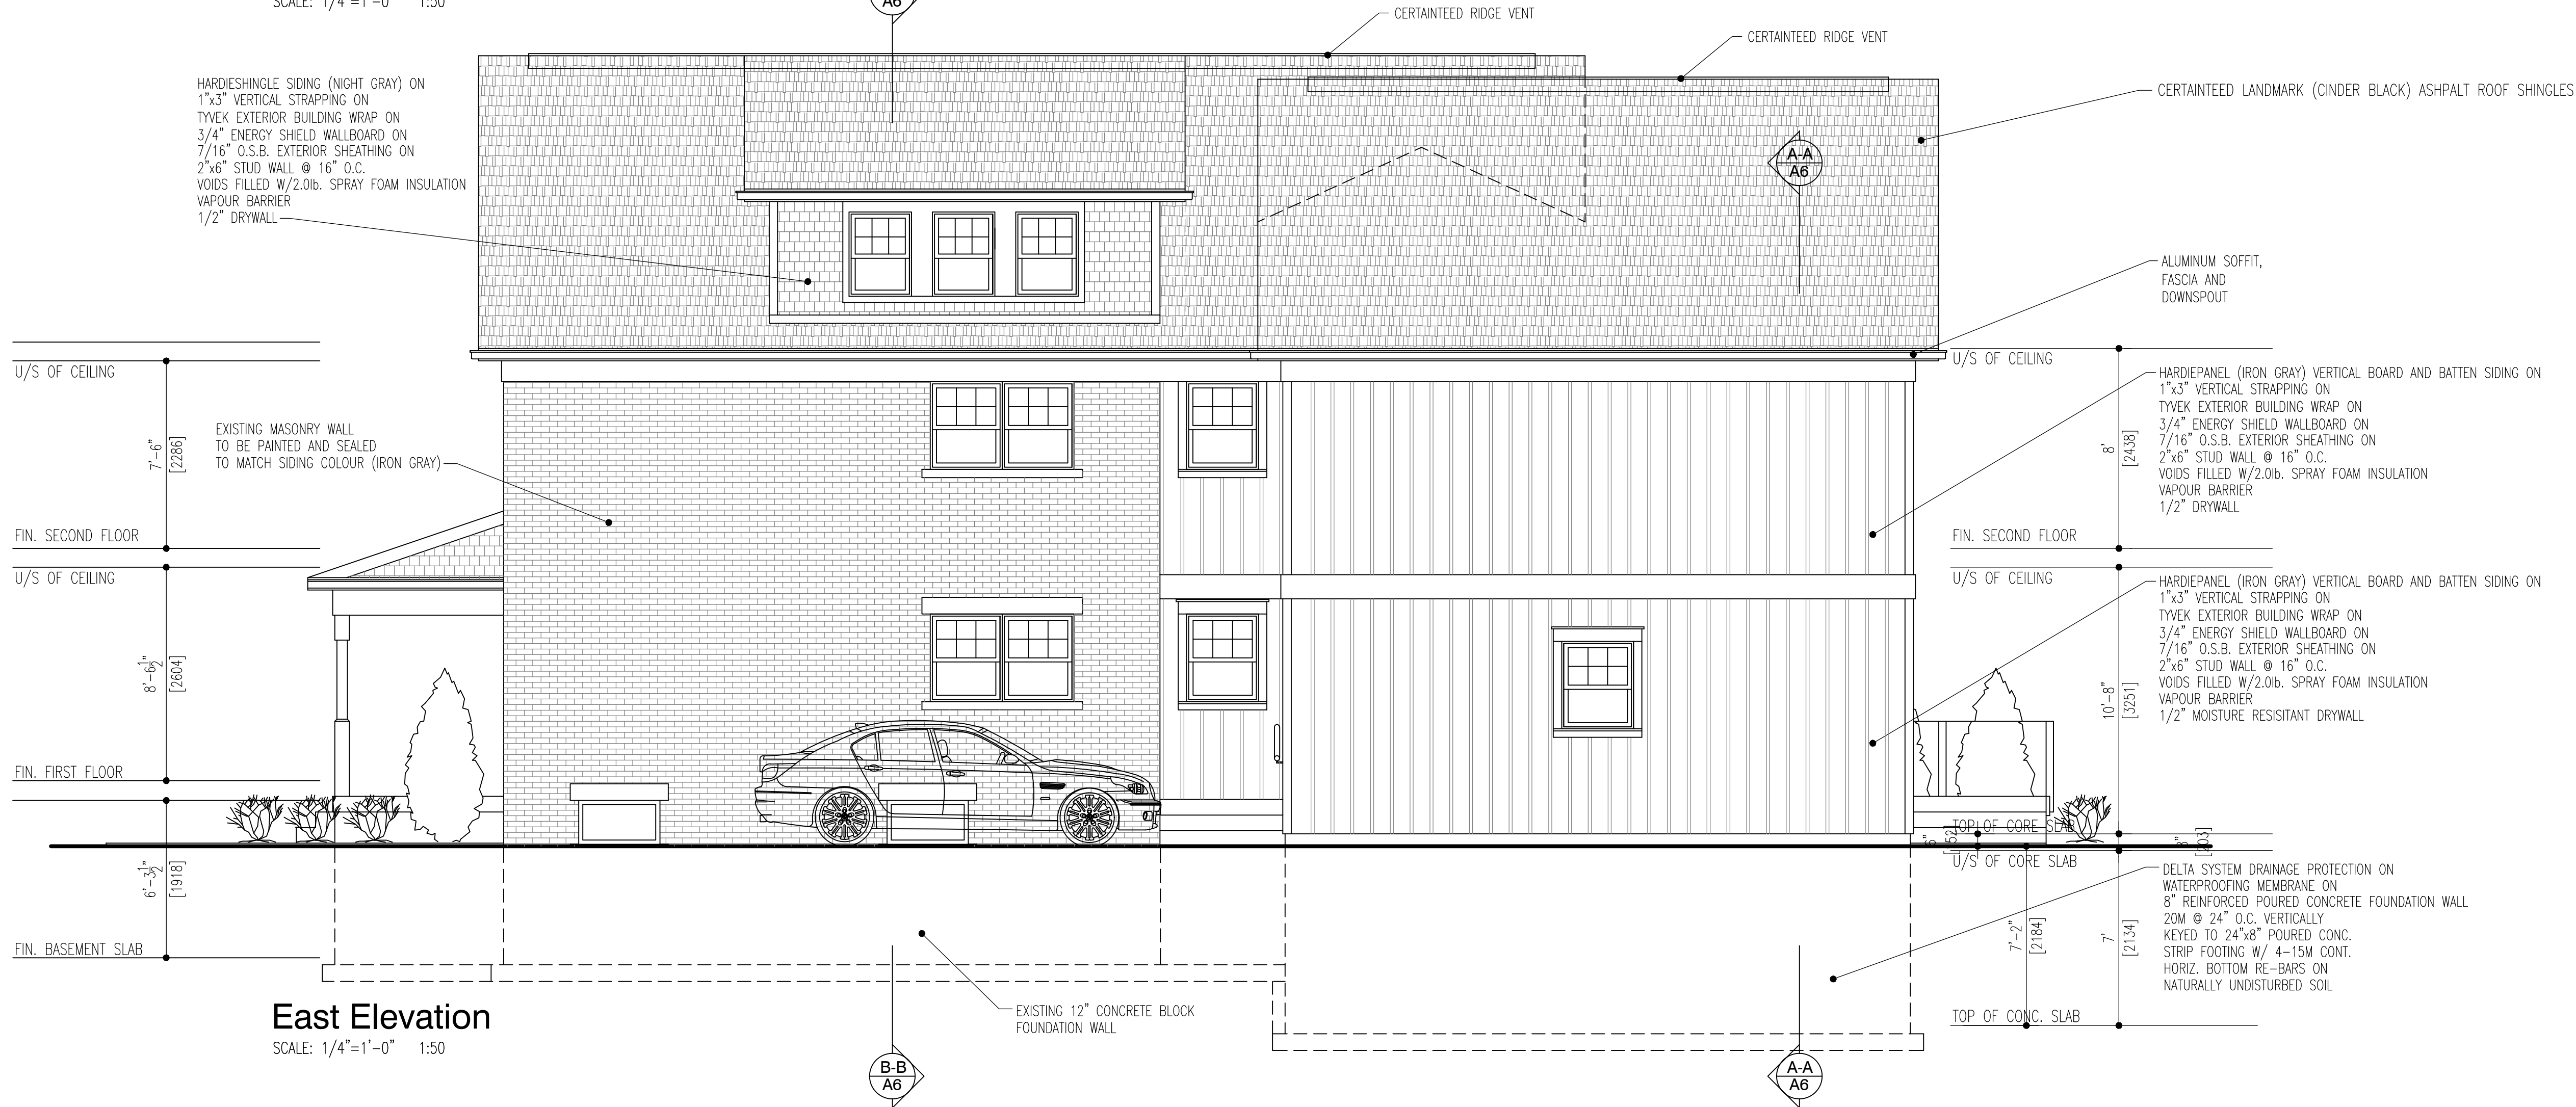 SCALE: 1/4"=1'-0" 1:50
A6
CERTAINTEED RIDGE VENT
CERTAINTEED RIDGE VENT
CERTAINTEED LANDMARK (CINDER BLACK) ASHPALT ROOF SHINGLES
HARDIESHINGLE SIDING (NIGHT GRAY) ON
1"x3" VERTICAL STRAPPING ON
TYVEK EXTERIOR BUILDING WRAP ON
3/4" ENERGY SHIELD WALLBOARD ON
7/16" O.S.B. EXTERIOR SHEATHING ON
2"x6" STUD WALL @ 16" O.C.
VOIDS FILLED W/2.0lb. SPRAY FOAM INSULATION
VAPOUR BARRIER
1/2" DRYWALL
A-A
A6
ALUMINUM SOFFIT,
FASCIA AND
DOWNSPOUT
U/S OF CEILING
7'-6"
[2286]
FIN. SECOND FLOOR
U/S OF CEILING
8'-6 1/2"
[2604]
FIN. FIRST FLOOR
6'-3 1/2"
[1918]
FIN. BASEMENT SLAB
EXISTING MASONRY WALL
TO BE PAINTED AND SEALED
TO MATCH SIDING COLOUR (IRON GRAY)
U/S OF CEILING
8'
[2438]
FIN. SECOND FLOOR
U/S OF CEILING
10'-8"
[3251]
TOP OF CORE SLAB
6"
[152]
8"
[203]
U/S OF CORE SLAB
7'-2"
[2184]
7'
[2134]
TOP OF CONC. SLAB
HARDIEPANEL (IRON GRAY) VERTICAL BOARD AND BATTEN SIDING ON
1"x3" VERTICAL STRAPPING ON
TYVEK EXTERIOR BUILDING WRAP ON
3/4" ENERGY SHIELD WALLBOARD ON
7/16" O.S.B. EXTERIOR SHEATHING ON
2"x6" STUD WALL @ 16" O.C.
VOIDS FILLED W/2.0lb. SPRAY FOAM INSULATION
VAPOUR BARRIER
1/2" DRYWALL
HARDIEPANEL (IRON GRAY) VERTICAL BOARD AND BATTEN SIDING ON
1"x3" VERTICAL STRAPPING ON
TYVEK EXTERIOR BUILDING WRAP ON
3/4" ENERGY SHIELD WALLBOARD ON
7/16" O.S.B. EXTERIOR SHEATHING ON
2"x6" STUD WALL @ 16" O.C.
VOIDS FILLED W/2.0lb. SPRAY FOAM INSULATION
VAPOUR BARRIER
1/2" MOISTURE RESISITANT DRYWALL
DELTA SYSTEM DRAINAGE PROTECTION ON
WATERPROOFING MEMBRANE ON
8" REINFORCED POURED CONCRETE FOUNDATION WALL
20M @ 24" O.C. VERTICALLY
KEYED TO 24"x8" POURED CONC.
STRIP FOOTING W/ 4-15M CONT.
HORIZ. BOTTOM RE-BARS ON
NATURALLY UNDISTURBED SOIL
EXISTING 12" CONCRETE BLOCK
FOUNDATION WALL
East Elevation
SCALE: 1/4"=1'-0" 1:50
B-B
A6
A-A
A6